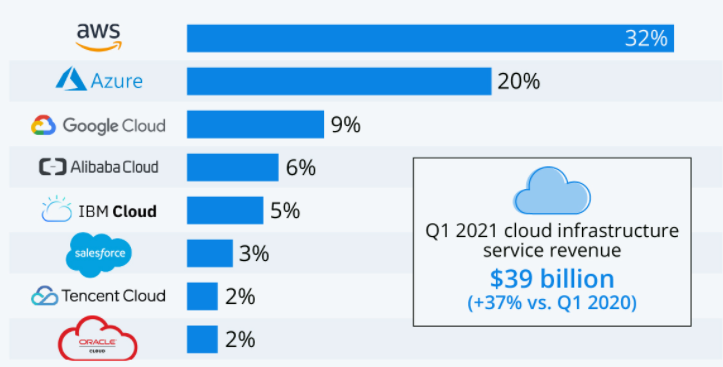 aws
32%
Azure
20%
Google Cloud
9%
Alibaba Cloud
6%
IBM Cloud
5%
salesforce
3%
Tencent Cloud
2%
ORACLE
CLOUD
2%
Q1 2021 cloud infrastructure
service revenue
$39 billion
(+37% vs. Q1 2020)